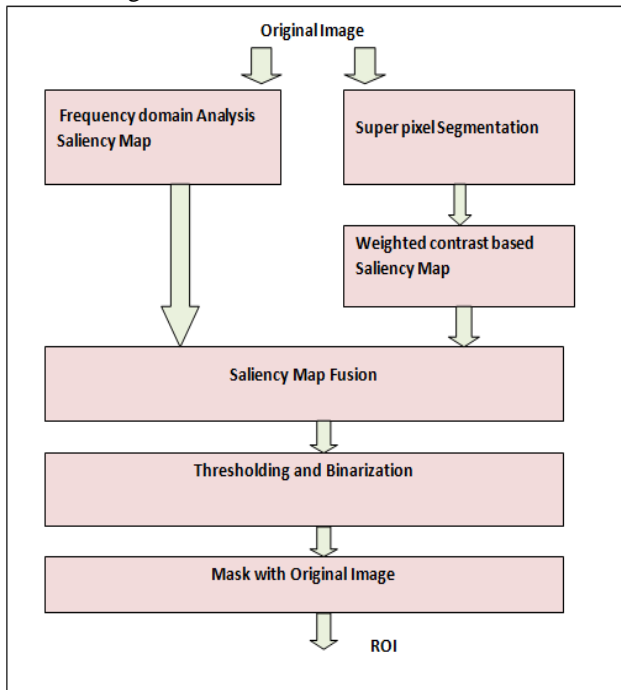 Original Image
Frequency domain Analysis
Saliency Map
Super pixel Segmentation
Weighted contrast based
Saliency Map
Saliency Map Fusion
Thresholding and Binarization
Mask with Original Image
ROI